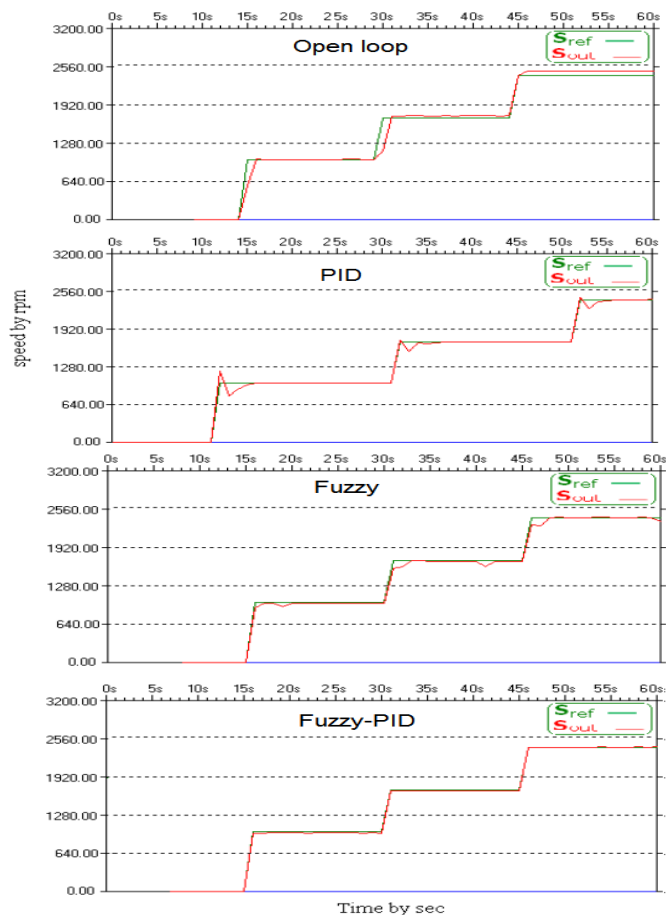 0s 5s 10s 15s 20s 25s 30s 35s 40s 45s 50s 55s 60s
3200.00
Open loop
Sref
Sout
2560.00
1920.00
1280.00
640.00
0.00
0s 5s 10s 15s 20s 25s 30s 35s 40s 45s 50s 55s 60s
3200.00
PID
Sref
Sout
2560.00
1920.00
1280.00
640.00
0.00
speed by rpm
0s 5s 10s 15s 20s 25s 30s 35s 40s 45s 50s 55s 60s
3200.00
Fuzzy
Sref
Sout
2560.00
1920.00
1280.00
640.00
0.00
0s 5s 10s 15s 20s 25s 30s 35s 40s 45s 50s 55s 60s
3200.00
Fuzzy-PID
Sref
Sout
2560.00
1920.00
1280.00
640.00
0.00
Time by sec